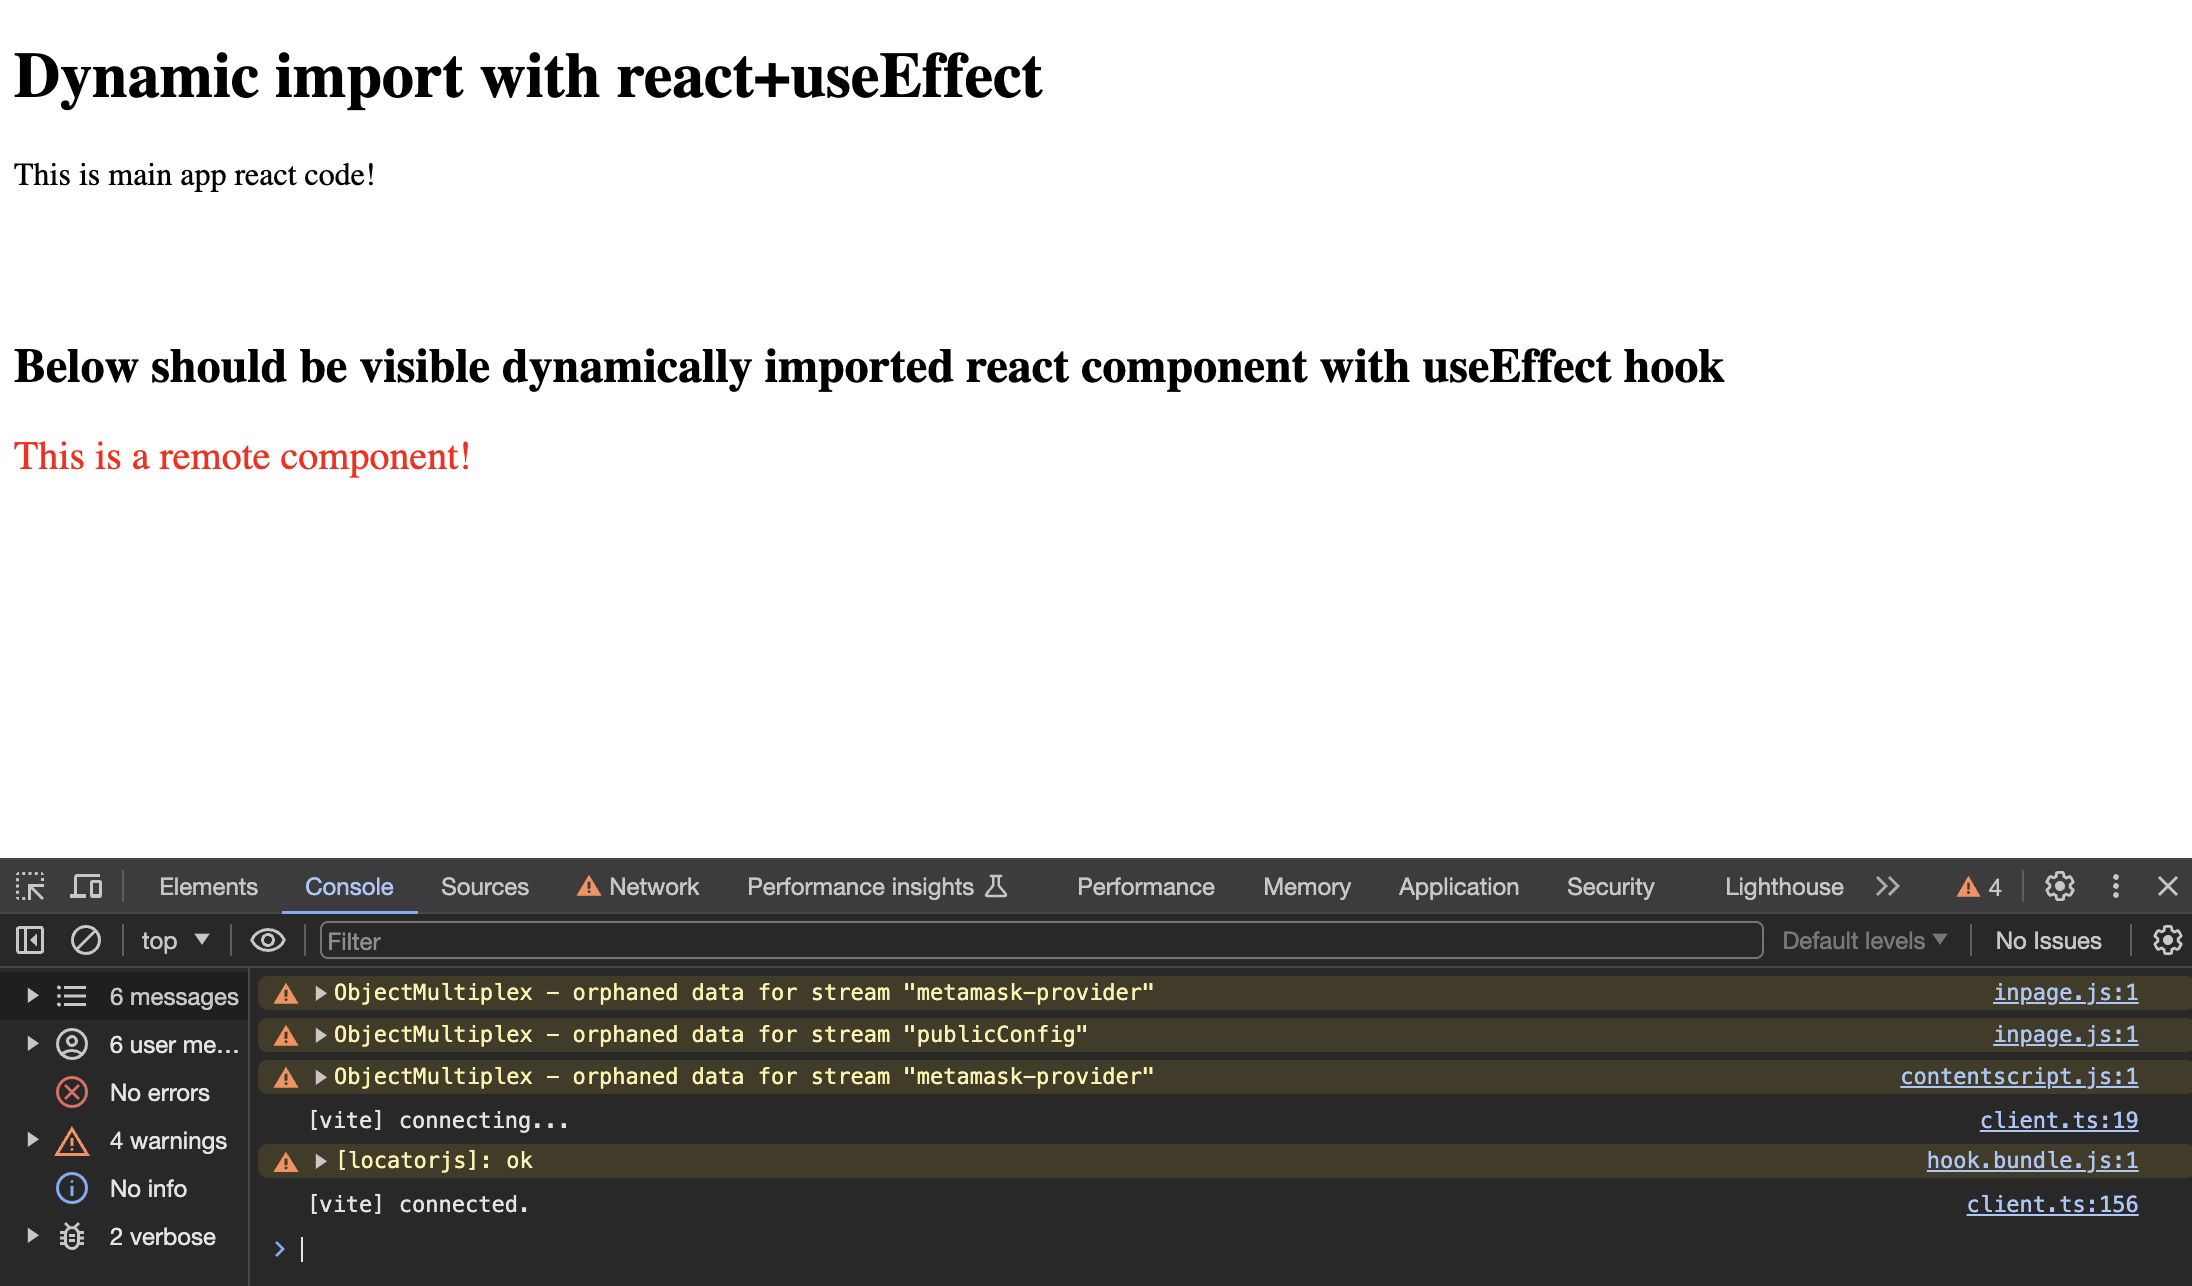 Dynamic import with react+useEffect
This is main app react code!
Below should be visible dynamically imported react component with useEffect hook
This is a remote component!
Elements Console Sources Network Performance insights Performance Memory Application Security Lighthouse 4
top Filter Default levels No Issues
6 messages
6 user me...
No errors
4 warnings
No info
2 verbose
ObjectMultiplex - orphaned data for stream "metamask-provider" inpage.js:1
ObjectMultiplex - orphaned data for stream "publicConfig" inpage.js:1
ObjectMultiplex - orphaned data for stream "metamask-provider" contentscript.js:1
[vite] connecting... client.ts:19
[locatorjs]: ok hook.bundle.js:1
[vite] connected. client.ts:156